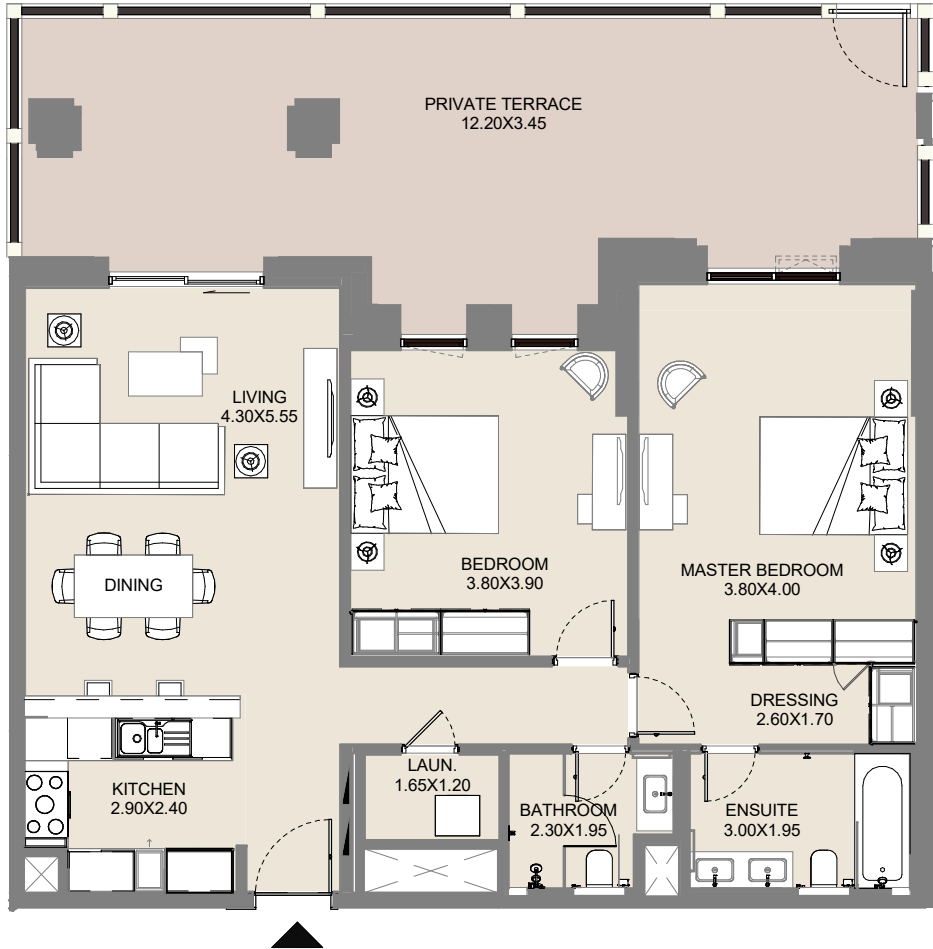 PRIVATE TERRACE
12.20X3.45
LIVING
4.30X5.55
DINING
BEDROOM
3.80X3.90
MASTER BEDROOM
3.80X4.00
DRESSING
2.60X1.70
KITCHEN
2.90X2.40
LAUN.
1.65X1.20
BATHROOM
2.30X1.95
ENSUITE
3.00X1.95